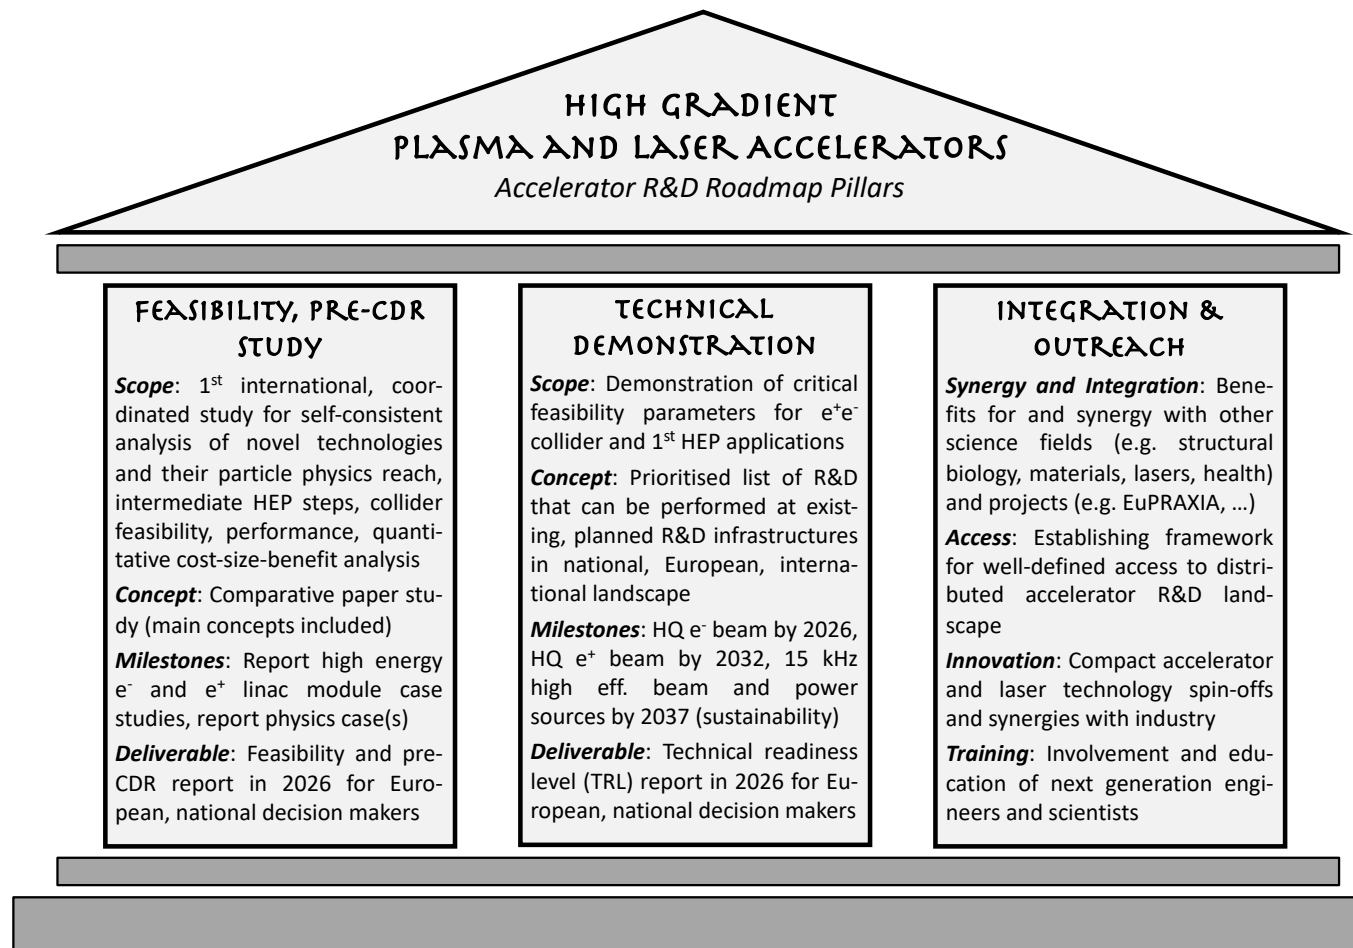 HIGH GRADIENT
PLASMA AND LASER ACCELERATORS
Accelerator R&D Roadmap Pillars
FEASIBILITY, PRE-CDR
STUDY
Scope: 1st international, coor-
dinated study for self-consistent
analysis of novel technologies
and their particle physics reach,
intermediate HEP steps, collider
feasibility, performance, quanti-
tative cost-size-benefit analysis
Concept: Comparative paper stu-
dy (main concepts included)
Milestones: Report high energy
e- and e+ linac module case
studies, report physics case(s)
Deliverable: Feasibility and pre-
CDR report in 2026 for Euro-
pean, national decision makers
TECHNICAL
DEMONSTRATION
Scope: Demonstration of critical
feasibility parameters for e+e-
collider and 1st HEP applications
Concept: Prioritised list of R&D
that can be performed at exist-
ing, planned R&D infrastructures
in national, European, interna-
tional landscape
Milestones: HQ e- beam by 2026,
HQ e+ beam by 2032, 15 kHz
high eff. beam and power
sources by 2037 (sustainability)
Deliverable: Technical readiness
level (TRL) report in 2026 for Eu-
ropean, national decision makers
INTEGRATION &
OUTREACH
Synergy and Integration: Bene-
fits for and synergy with other
science fields (e.g. structural
biology, materials, lasers, health)
and projects (e.g. EuPRAXIA, …)
Access: Establishing framework
for well-defined access to distri-
buted accelerator R&D land-
scape
Innovation: Compact accelerator
and laser technology spin-offs
and synergies with industry
Training: Involvement and edu-
cation of next generation engi-
neers and scientists